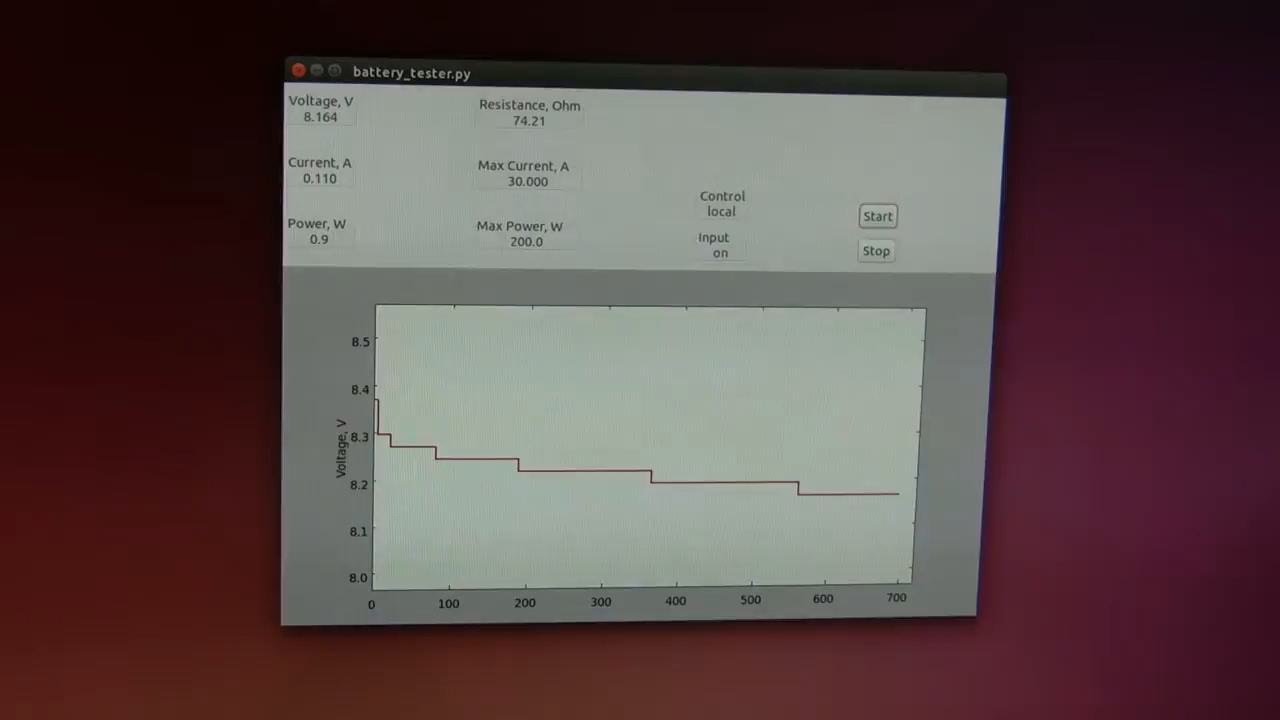 battery_tester.py
Voltage, V
8.164
Resistance, Ohm
74.21
Current, A
0.110
Max Current, A
30.000
Control
local
Start
Power, W
0.9
Max Power, W
200.0
Input
on
Stop
8.5
8.4
8.3
8.2
8.1
8.0
Voltage, V
0 100 200 300 400 500 600 700